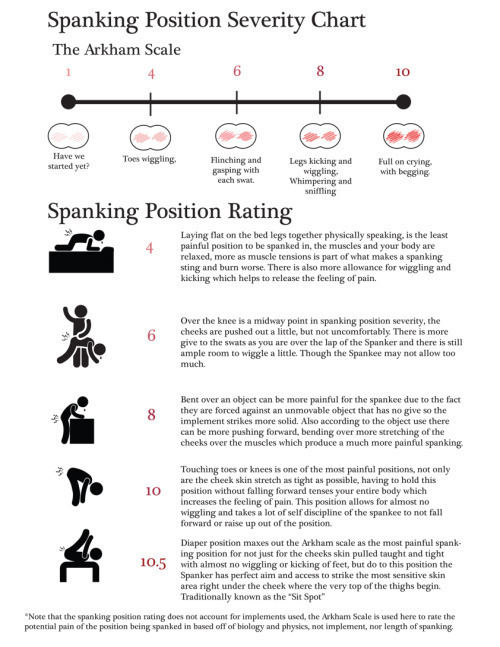 Spanking Position Severity Chart
The Arkham Scale
1 4 6 8 10
Have we
started yet?
Toes wiggling.
Flinching and
gasping with
each swat.
Legs kicking and
wiggling,
Whimpering and
sniffling
Full on crying,
with begging.
Spanking Position Rating
4
Laying flat on the bed legs together physically speaking, is the least
painful position to be spanked in, the muscles and your body are
relaxed, more as muscle tensions is part of what makes a spanking
sting and burn worse. There is also more allowance for wiggling and
kicking which helps to release the feeling of pain.
6
Over the knee is a midway point in spanking position severity, the
cheeks are pushed out a little, but not uncomfortably. There is more
give to the swats as you are over the lap of the Spanker and there is still
ample room to wiggle a little. Though the Spankee may not allow too
much.
8
Bent over an object can be more painful for the spankee due to the fact
they are forced against an unmovable object that has no give so the
implement strikes more solid. Also according to the object use there
can be more pushing forward, bending over more stretching of the
cheeks over the muscles which produce a much more painful spanking.
10
Touching toes or knees is one of the most painful positions, not only
are the cheek skin stretch as tight as possible, having to hold this
position without falling forward tenses your entire body which
increases the feeling of pain. This position allows for almost no
wiggling and takes a lot of self discipline of the spankee to not fall
forward or raise up out of the position.
10.5
Diaper position maxes out the Arkham scale as the most painful spank-
ing position for not just for the cheeks skin pulled taught and tight
with almost no wiggling or kicking of feet, but do to this position the
Spanker has perfect aim and access to strike the most sensitive skin
area right under the cheek where the very top of the thighs begin.
Traditionally known as the “Sit Spot”
*Note that the spanking position rating does not account for implements used, the Arkham Scale is used here to rate the
potential pain of the position being spanked in based off of biology and physics, not implement, nor length of spanking.